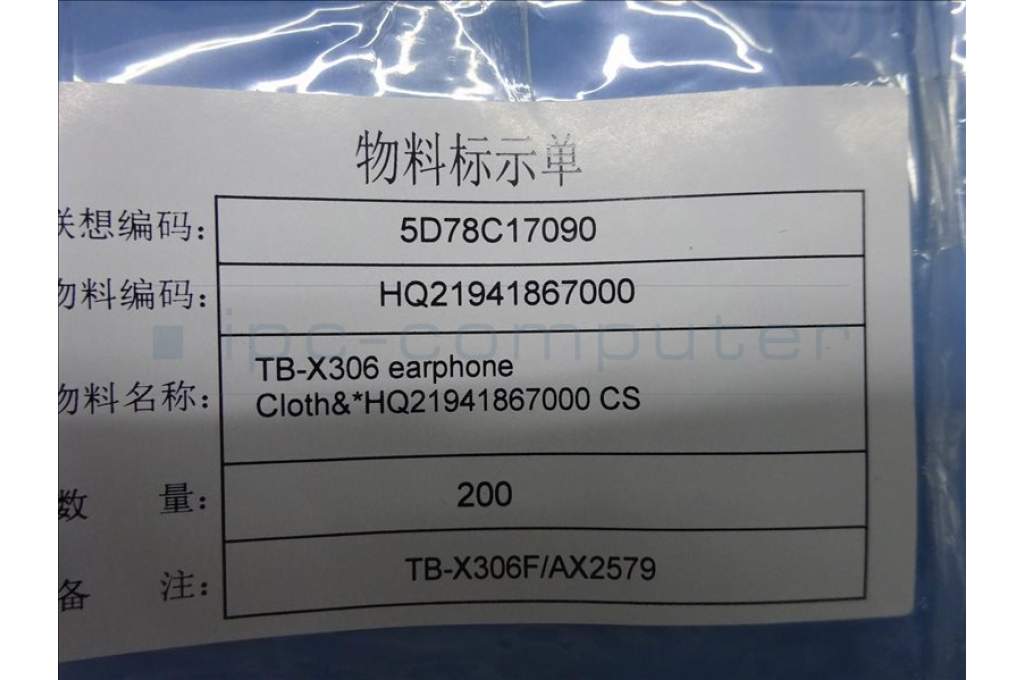 物料标示单
联想编码: 5D78C17090
物料编码: HQ21941867000
ipc-computer
物料名称: TB-X306 earphone
Cloth&*HQ21941867000 CS
数 量: 200
备 注: TB-X306F/AX2579